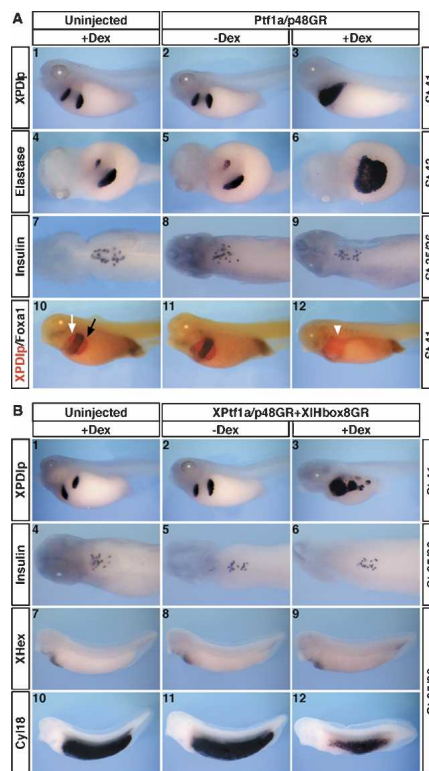 A
Uninjected
Ptf1a/p48GR
+Dex
-Dex
+Dex
XPDIp
1
2
3
Elastase
4
5
6
Insulin
7
8
9
XPDIp/Foxa1
10
11
12
B
Uninjected
XPtf1a/p48GR+XlHbox8GR
+Dex
-Dex
+Dex
XPDIp
1
2
3
Insulin
4
5
6
XHex
7
8
9
Cyl18
10
11
12